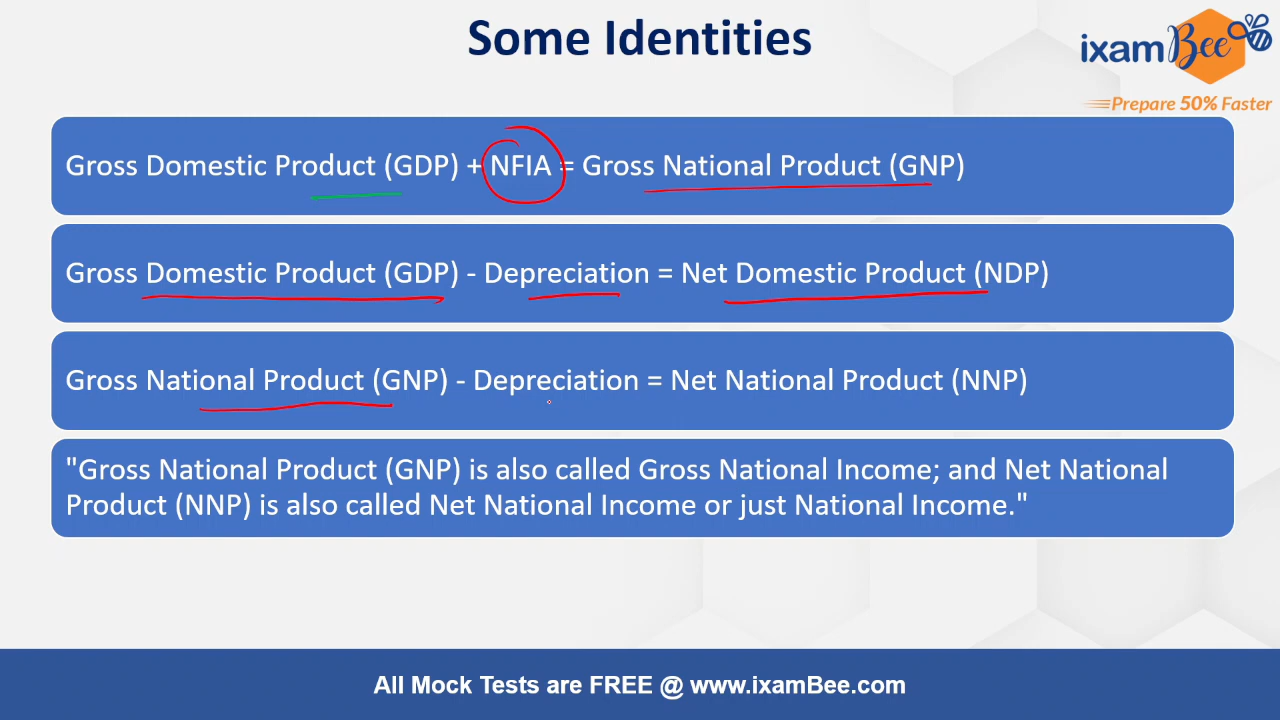 Some Identities
ixamBee
Prepare 50% Faster
Gross Domestic Product (GDP) + NFIA = Gross National Product (GNP)
Gross Domestic Product (GDP) - Depreciation = Net Domestic Product (NDP)
Gross National Product (GNP) - Depreciation = Net National Product (NNP)
"Gross National Product (GNP) is also called Gross National Income; and Net National
Product (NNP) is also called Net National Income or just National Income."
All Mock Tests are FREE @ www.ixamBee.com